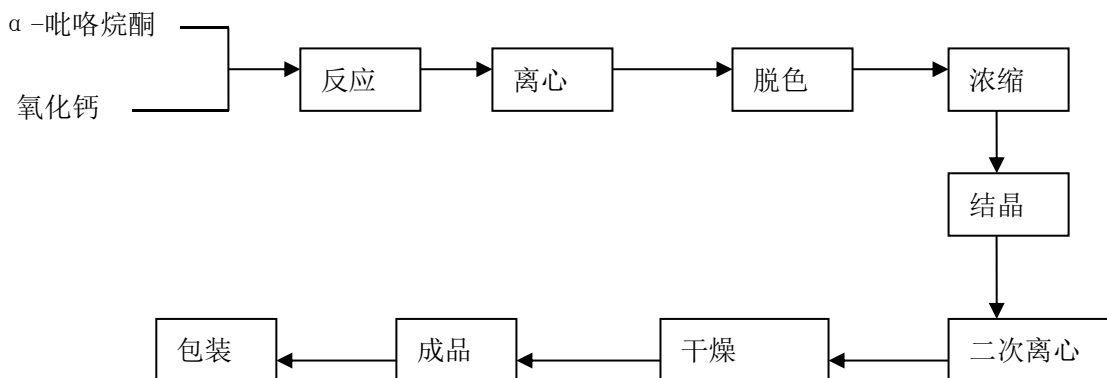 α-吡咯烷酮
氧化钙
反应
离心
脱色
浓缩
结晶
二次离心
干燥
成品
包装